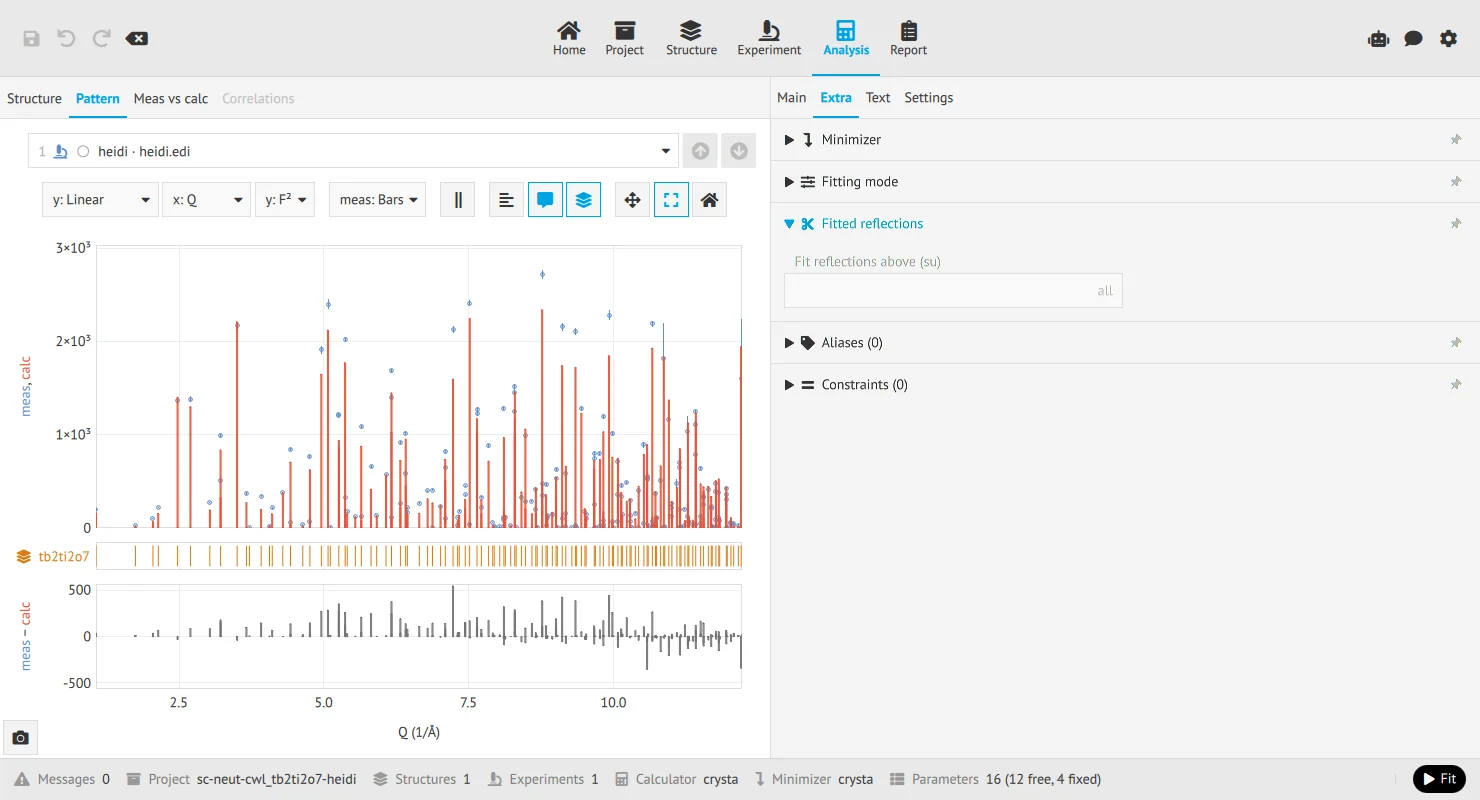 Home Project Structure Experiment Analysis Report
Structure Pattern Meas vs calc Correlations
Main Extra Text Settings
1 heidi · heidi.edi
y: Linear x: Q y: F² meas: Bars
Minimizer
Fitting mode
Fitted reflections
Fit reflections above (su)
all
Aliases (0)
Constraints (0)
3×10³
2×10³
1×10³
0
meas, calc
tb2ti2o7
500
0
-500
meas − calc
2.5 5.0 7.5 10.0
Q (1/Å)
Messages 0 Project sc-neut-cwl_tb2ti2o7-heidi Structures 1 Experiments 1 Calculator crysta Minimizer crysta Parameters 16 (12 free, 4 fixed) Fit